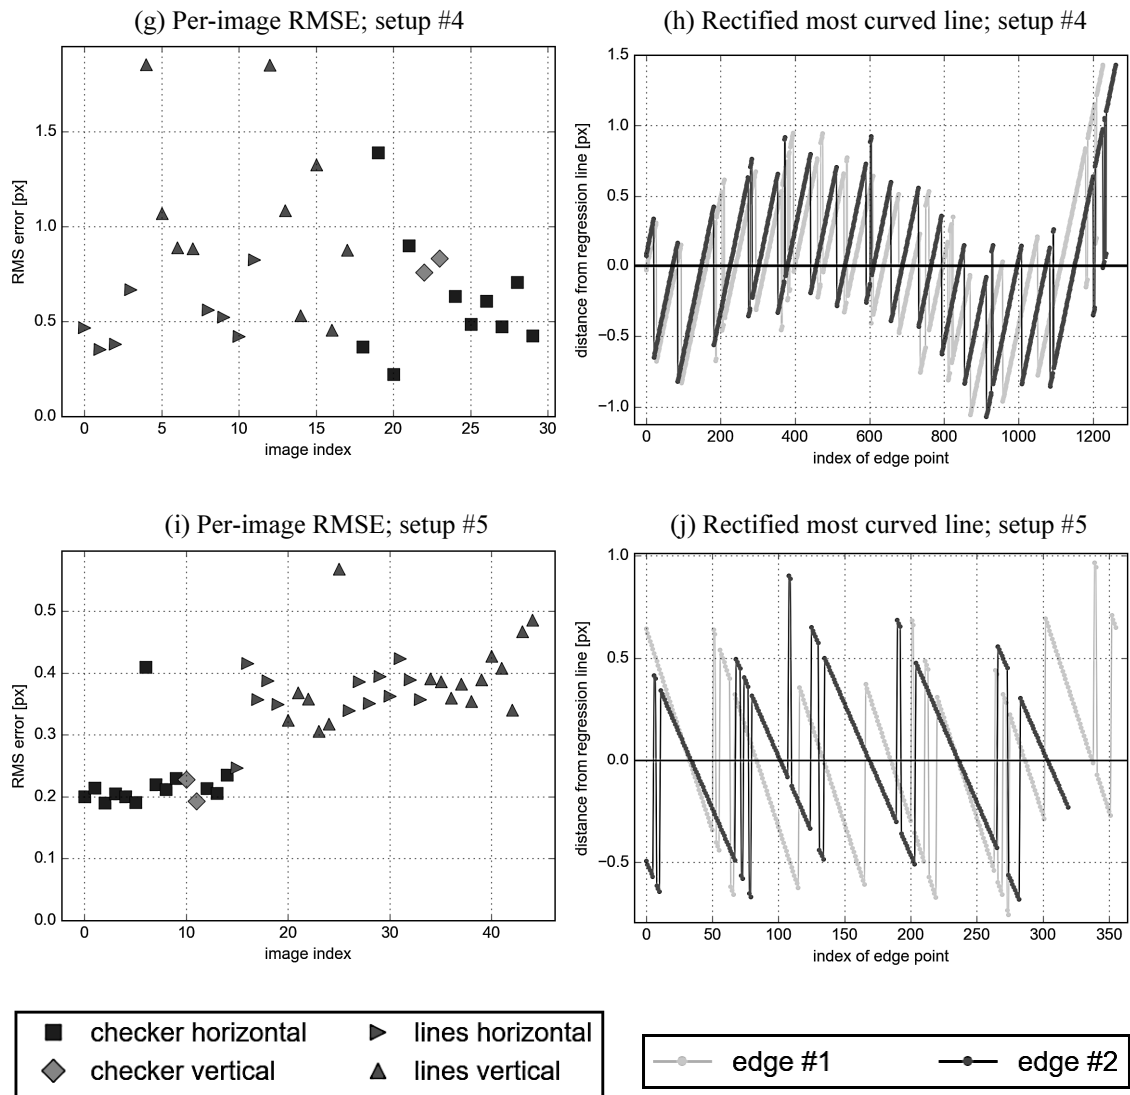 (g) Per-image RMSE; setup #4
RMS error [px]
1.5
1.0
0.5
0.0
0 5 10 15 20 25 30
image index
(h) Rectified most curved line; setup #4
distance from regression line [px]
1.5
1.0
0.5
0.0
−0.5
−1.0
0 200 400 600 800 1000 1200
index of edge point
(i) Per-image RMSE; setup #5
RMS error [px]
0.5
0.4
0.3
0.2
0.1
0.0
0 10 20 30 40
image index
(j) Rectified most curved line; setup #5
distance from regression line [px]
1.0
0.5
0.0
−0.5
0 50 100 150 200 250 300 350
index of edge point
checker horizontal
lines horizontal
checker vertical
lines vertical
edge #1
edge #2